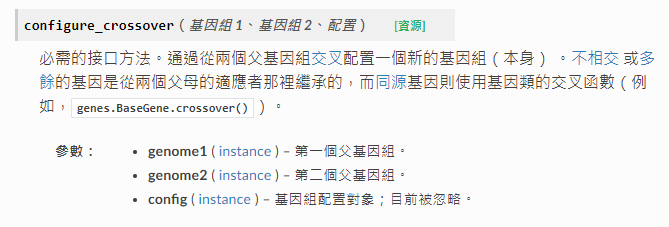 configure_crossover ( 基因組 1、基因組 2、配置 ) [資源]
必需的接口方法。通過從兩個父基因組交叉配置一個新的基因組（本身） 。不相交 或多
餘的基因是從兩個父母的適應者那裡繼承的，而同源基因則使用基因類的交叉函數（例
如， genes.BaseGene.crossover() ） 。
參數：
• genome1 ( instance ) – 第一個父基因組。
• genome2 ( instance ) – 第二個父基因組。
• config ( instance ) – 基因組配置對象；目前被忽略。